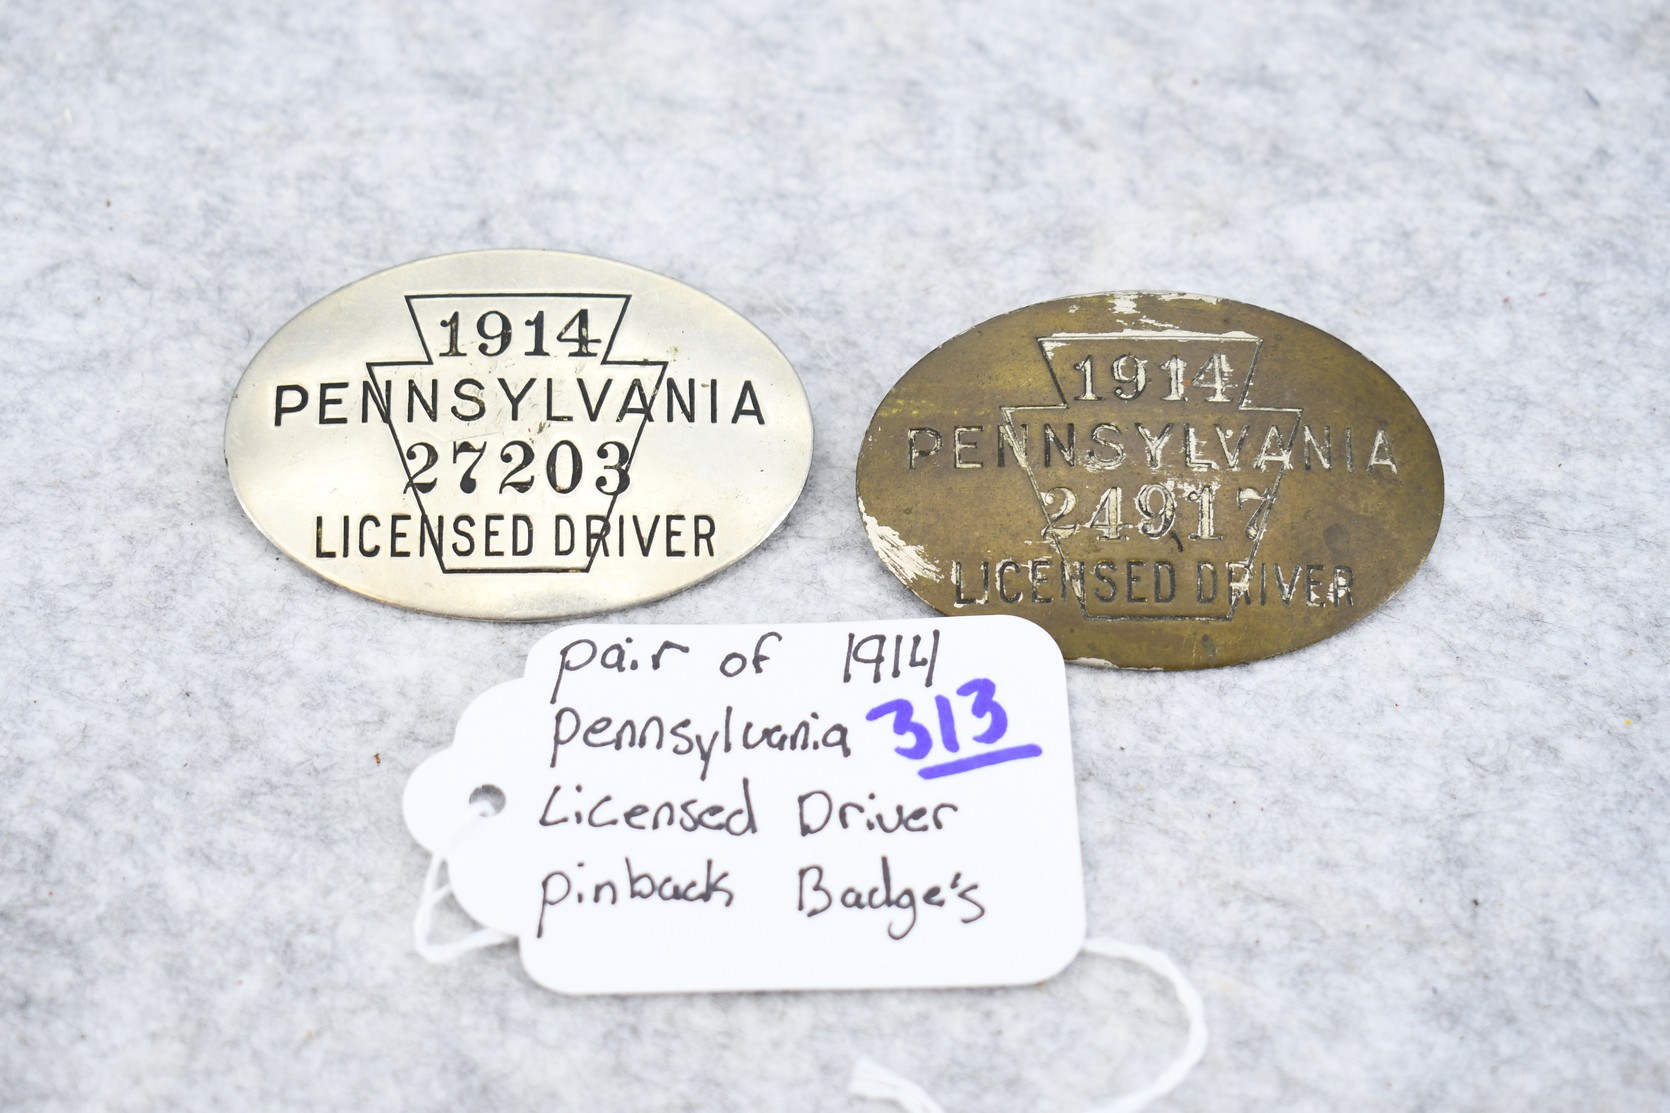 1914
PENNSYLVANIA
27203
LICENSED DRIVER
1914
PENNSYLVANIA
24917
LICENSED DRIVER
pair of 1914
pennsylvania 313
Licensed Driver
pinback Badge's